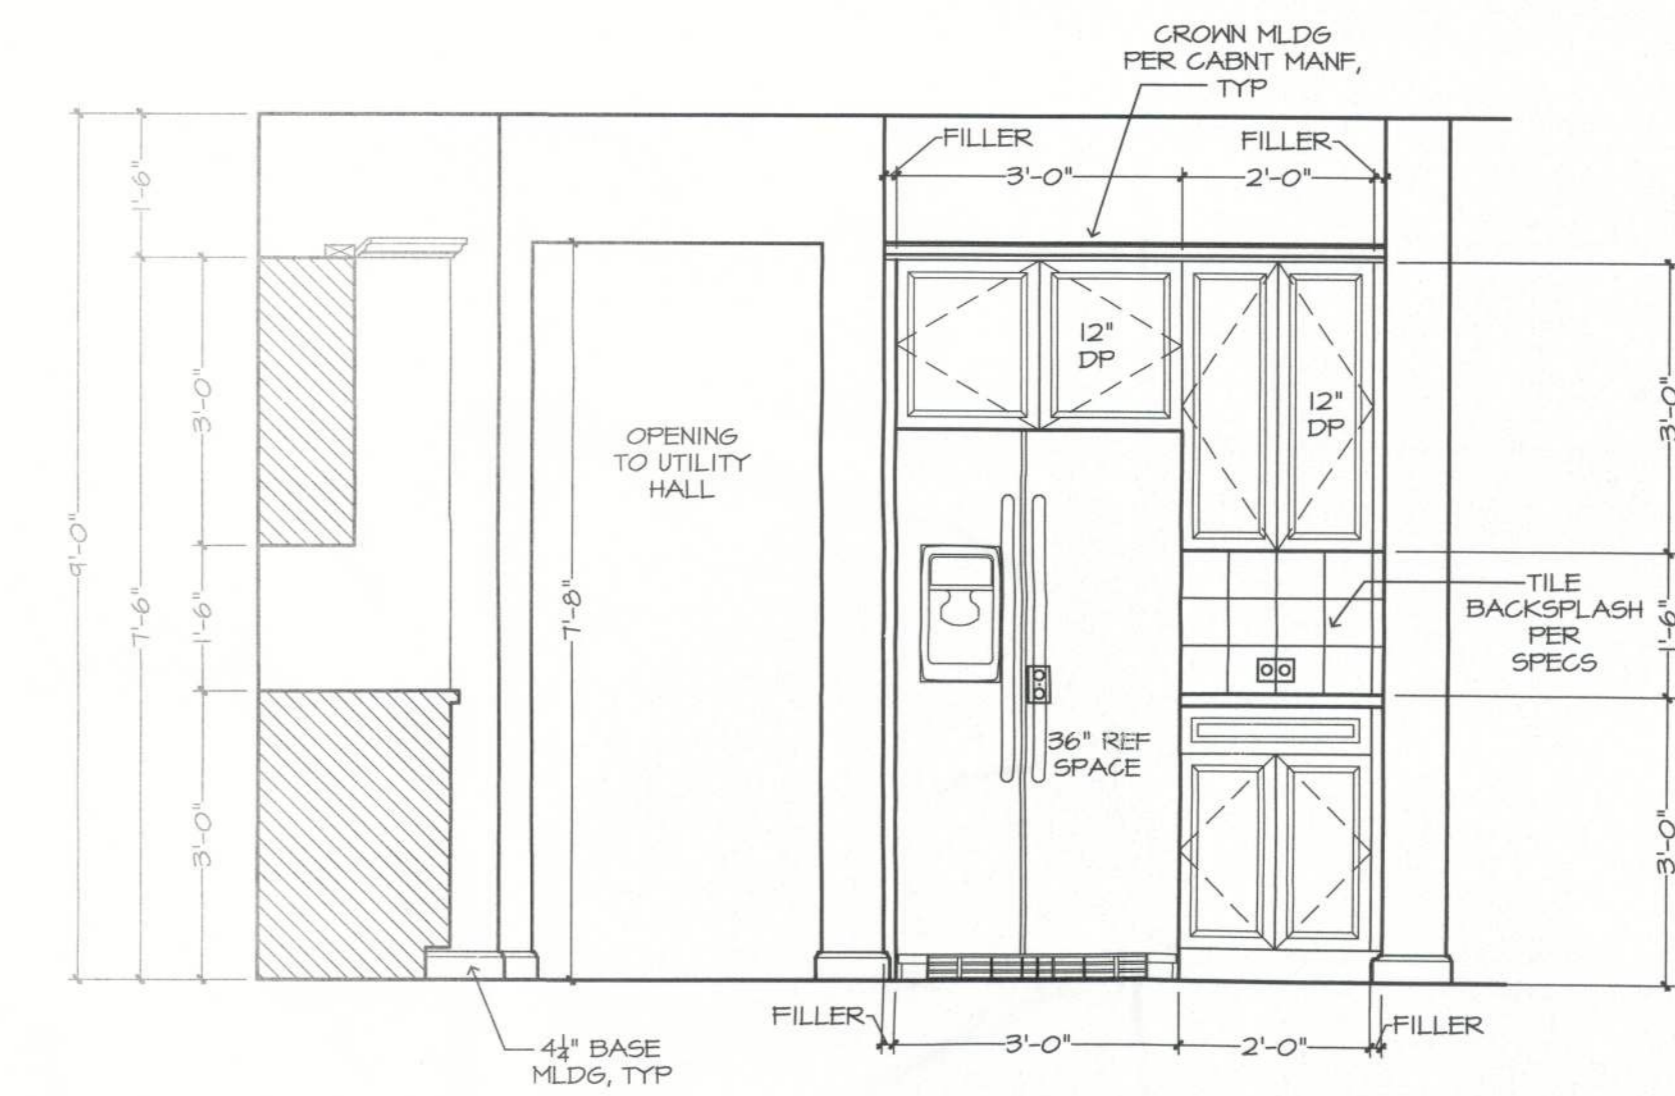 CROWN MLDG
PER CABNT MANF,
TYP
FILLER
FILLER
3'-0"
2'-0"
1'-6"
12"
DP
12"
DP
3'-0"
3'-0"
OPENING
TO UTILITY
HALL
9'-0"
7'-6"
1'-6"
7'-8"
TILE
BACKSPLASH
PER
SPECS
1'-6"
36" REF
SPACE
3'-0"
3'-0"
FILLER
3'-0"
2'-0"
FILLER
4¼" BASE
MLDG, TYP